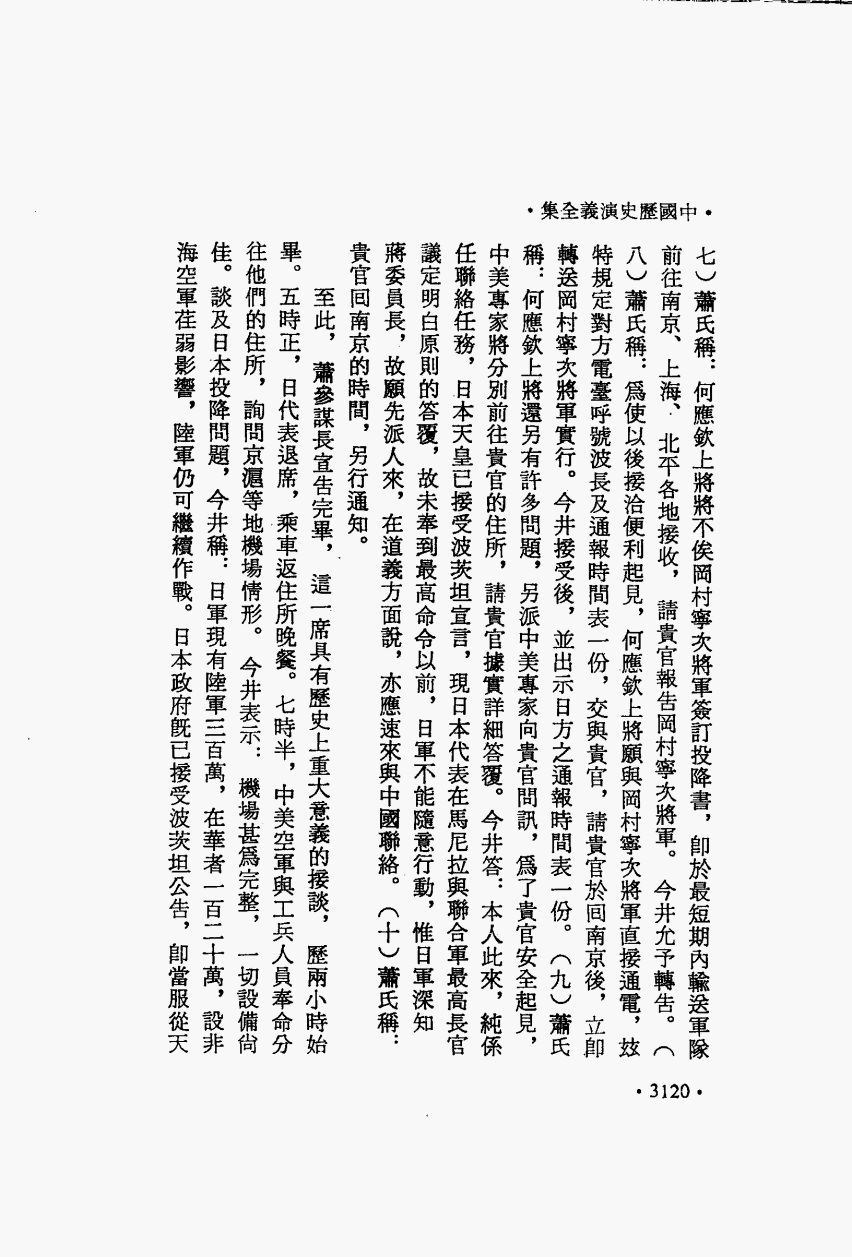 •中國歷史演義全集•
七）蕭氏稱：何應欽上將將不俟岡村寧次將軍簽訂投降書，卽於最短期內輸送軍隊
前往南京、上海、北平各地接收，請貴官報告岡村寧次將軍。今井允予轉告。（
八）蕭氏稱：爲使以後接洽便利起見，何應欽上將願與岡村寧次將軍直接通電，玆
特規定對方電臺呼號波長及通報時間表一份，交與貴官，請貴官於囘南京後，立卽
轉送岡村寧次將軍實行。今井接受後，並出示日方之通報時間表一份。（九）蕭氏
稱：何應欽上將還另有許多問題，另派中美專家向貴官問訊，爲了貴官安全起見，
中美專家將分別前往貴官的住所，請貴官據實詳細答覆。今井答：本人此來，純係
任聯絡任務，日本天皇已接受波茨坦宣言，現日本代表在馬尼拉與聯合軍最高長官
議定明白原則的答覆，故未奉到最高命令以前，日軍不能隨意行動，惟日軍深知
蔣委員長，故願先派人來，在道義方面說，亦應速來與中國聯絡。（十）蕭氏稱：
貴官囘南京的時間，另行通知。
至此，蕭參謀長宣告完畢，這一席具有歷史上重大意義的接談，歷兩小時始
畢。五時正，日代表退席，乘車返住所晚餐。七時半，中美空軍與工兵人員奉命分
往他們的住所，詢問京滬等地機場情形。今井表示：機場甚爲完整，一切設備尙
佳。談及日本投降問題，今井稱：日軍現有陸軍三百萬，在華者一百二十萬，設非
海空軍荏弱影響，陸軍仍可繼續作戰。日本政府旣已接受波茨坦公告，卽當服從天
•3120•